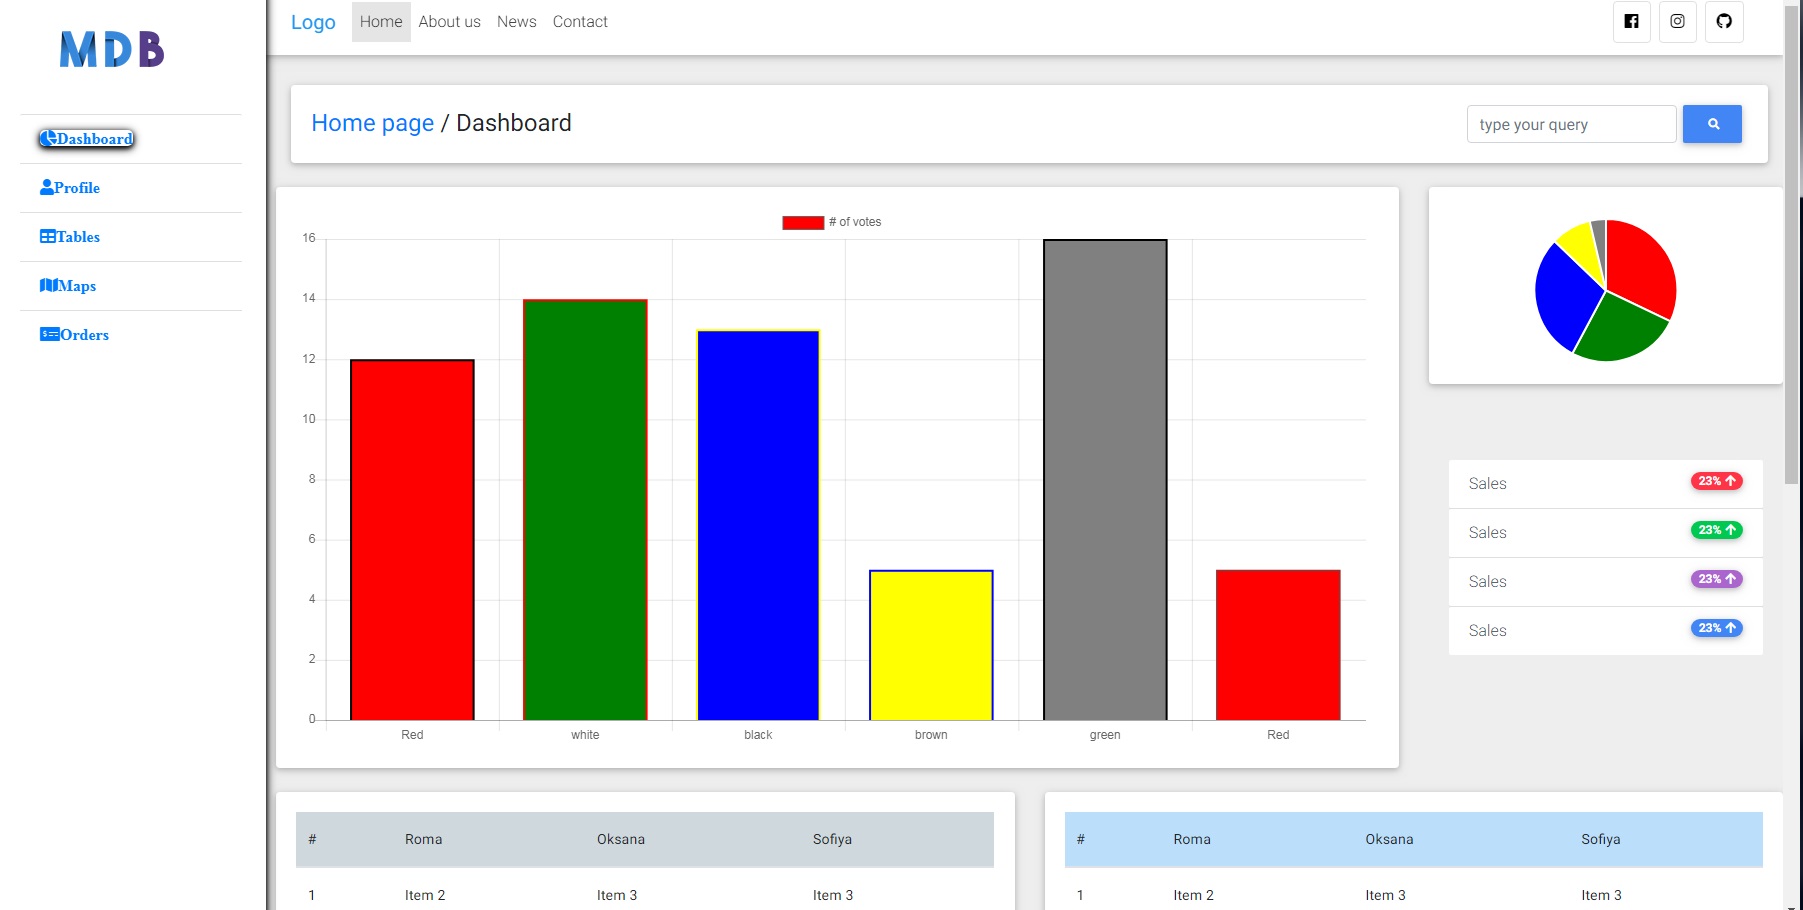 MDB
Dashboard
Profile
Tables
Maps
Orders
Logo Home About us News Contact
Home page / Dashboard
type your query
# of votes
16
14
12
10
8
6
4
2
0
Red white black brown green Red
Sales 23%
Sales 23%
Sales 23%
Sales 23%
# Roma Oksana Sofiya
1 Item 2 Item 3 Item 3
# Roma Oksana Sofiya
1 Item 2 Item 3 Item 3